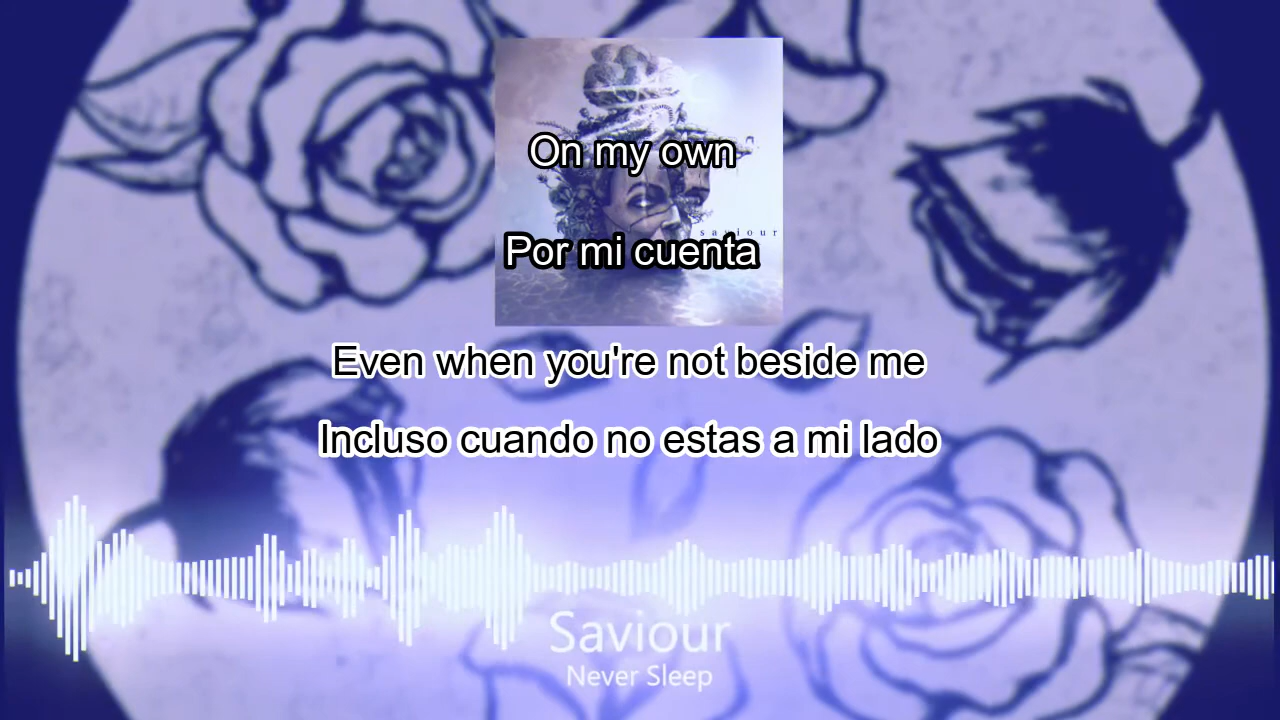 On my own
saviour
Por mi cuenta
Even when you're not beside me
Incluso cuando no estas a mi lado
Saviour
Never Sleep